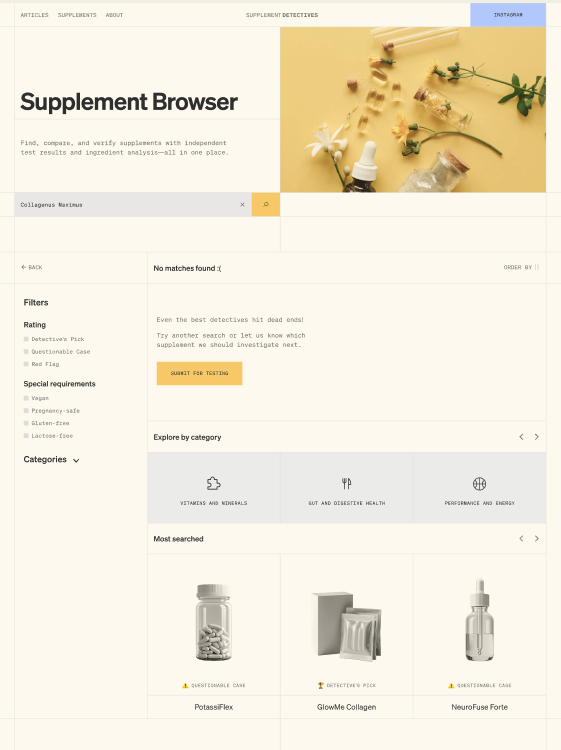 ARTICLES SUPPLEMENTS ABOUT SUPPLEMENTDETECTIVES INSTAGRAM
Supplement Browser
Find, compare, and verify supplements with independent
test results and ingredient analysis—all in one place.
Collagenus Maximus
BACK
No matches found :(
ORDER BY
Filters
Rating
Detective's Pick
Questionable Case
Red Flag
Special requirements
Vegan
Pregnancy-safe
Gluten-free
Lactose-free
Categories
Even the best detectives hit dead ends!
Try another search or let us know which
supplement we should investigate next.
SUBMIT FOR TESTING
Explore by category
VITAMINS AND MINERALS
GUT AND DIGESTIVE HEALTH
PERFORMANCE AND ENERGY
Most searched
⚠️ QUESTIONABLE CASE
PotassiFlex
🏆 DETECTIVE'S PICK
GlowMe Collagen
⚠️ QUESTIONABLE CASE
NeuroFuse Forte